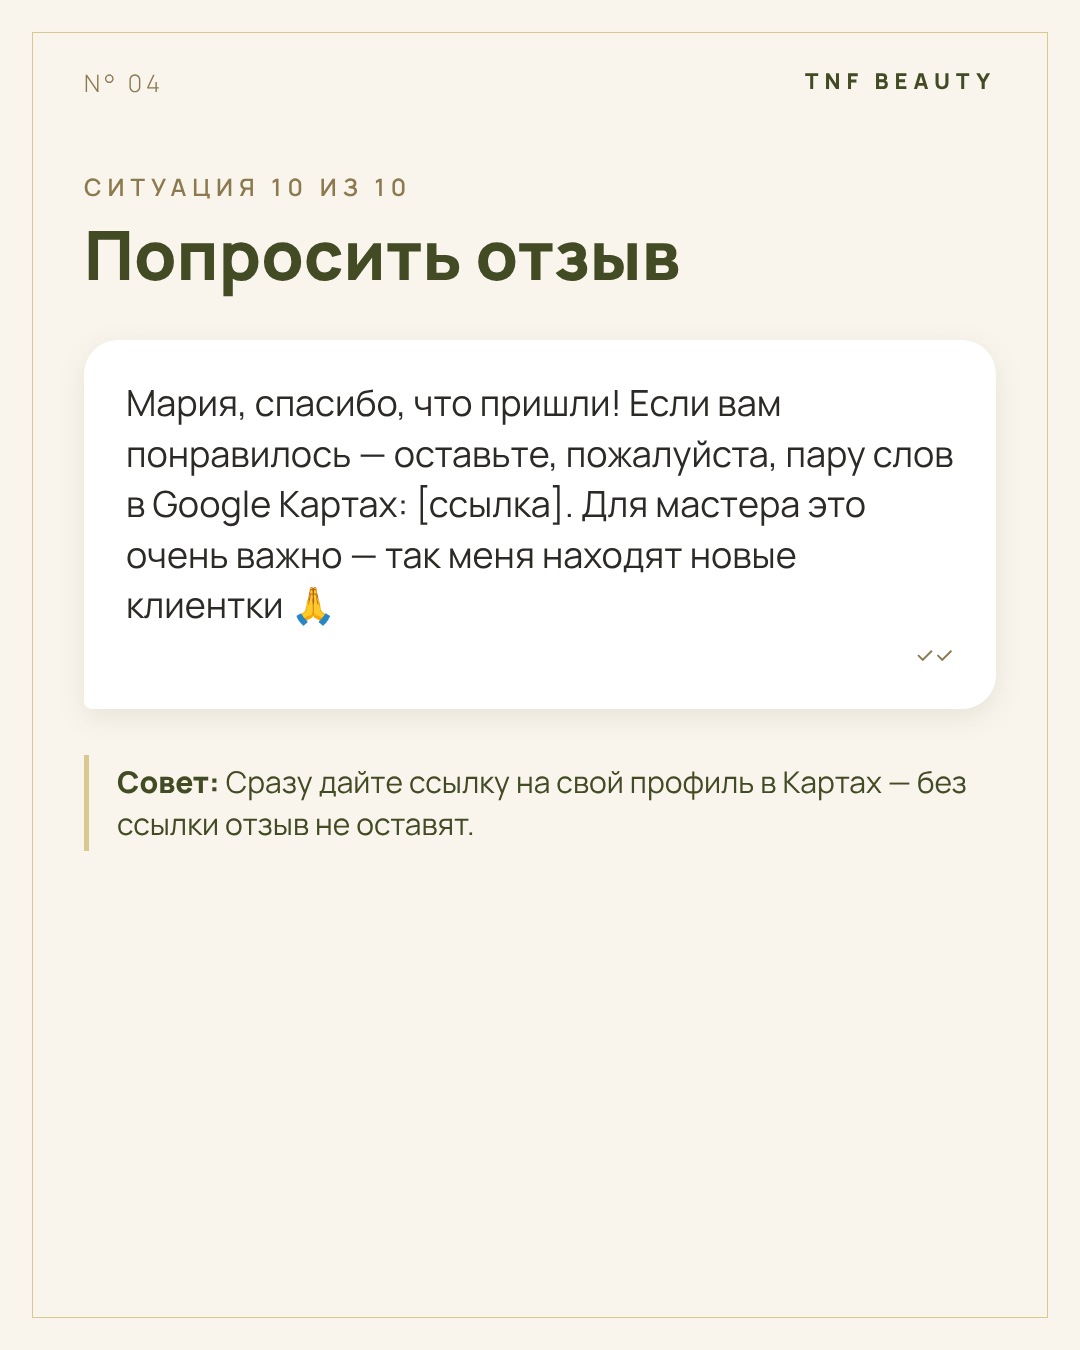 N° 04
TNF BEAUTY
СИТУАЦИЯ 10 ИЗ 10
Попросить отзыв
Мария, спасибо, что пришли! Если вам
понравилось — оставьте, пожалуйста, пару слов
в Google Картах: [ссылка]. Для мастера это
очень важно — так меня находят новые
клиентки 🙏
✓✓
Совет: Сразу дайте ссылку на свой профиль в Картах — без
ссылки отзыв не оставят.